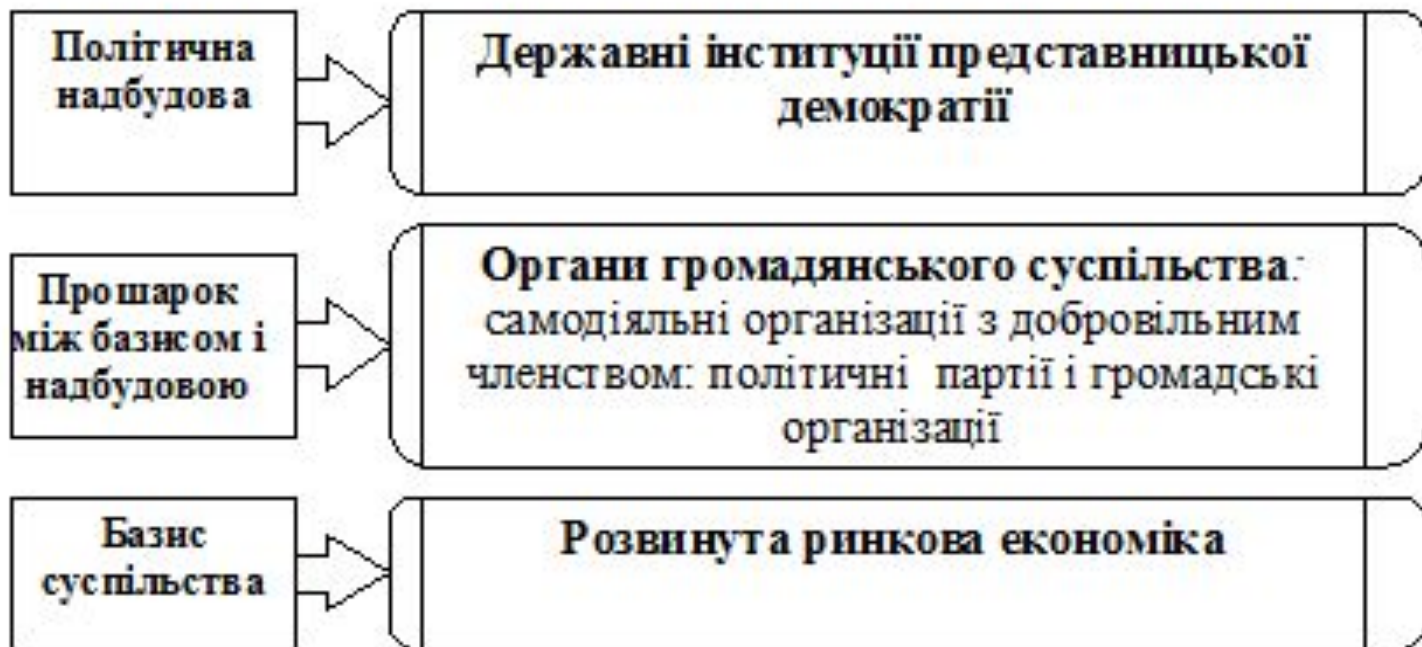 Політична
надбудова
Державні інституції представницької
демократії
Прошарок
між базисом і
надбудовою
Органи громадянського суспільства:
самодіяльні організації з добровільним
членством: політичні партії і громадські
організації
Базис
суспільства
Розвинута ринкова економіка